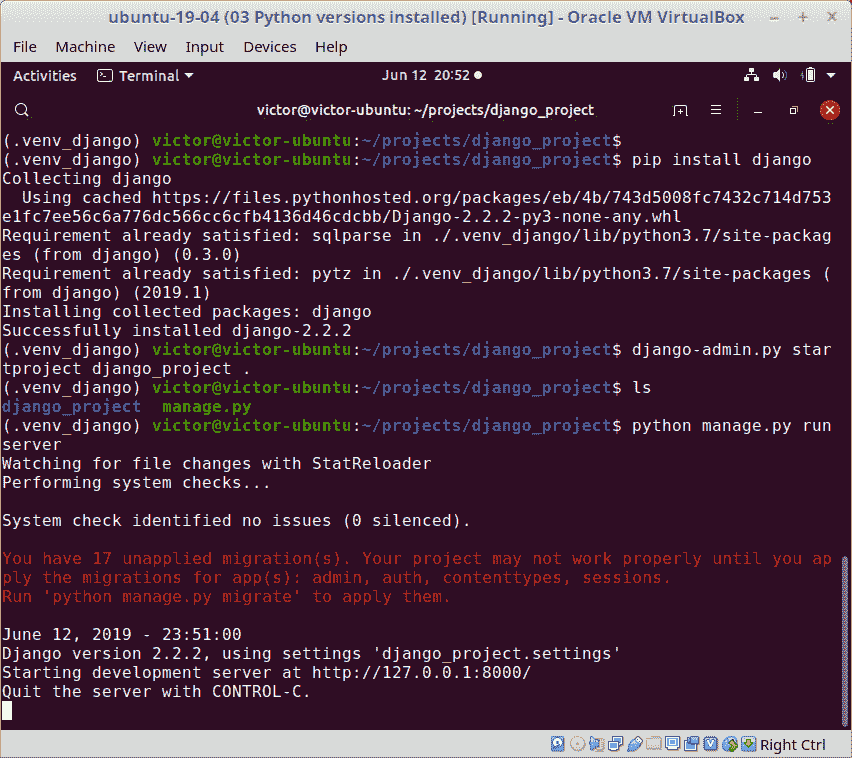 ubuntu-19-04 (03 Python versions installed) [Running] - Oracle VM VirtualBox
File Machine View Input Devices Help
Activities Terminal Jun 12 20:52
victor@victor-ubuntu: ~/projects/django_project
(.venv_django) victor@victor-ubuntu:~/projects/django_project$
(.venv_django) victor@victor-ubuntu:~/projects/django_project$ pip install django
Collecting django
  Using cached https://files.pythonhosted.org/packages/eb/4b/743d5008fc7432c714d753
e1fc7ee56c6a776dc566cc6cfb4136d46cdcbb/Django-2.2.2-py3-none-any.whl
Requirement already satisfied: sqlparse in ./.venv_django/lib/python3.7/site-packag
es (from django) (0.3.0)
Requirement already satisfied: pytz in ./.venv_django/lib/python3.7/site-packages (
from django) (2019.1)
Installing collected packages: django
Successfully installed django-2.2.2
(.venv_django) victor@victor-ubuntu:~/projects/django_project$ django-admin.py star
tproject django_project .
(.venv_django) victor@victor-ubuntu:~/projects/django_project$ ls
django_project  manage.py
(.venv_django) victor@victor-ubuntu:~/projects/django_project$ python manage.py run
server
Watching for file changes with StatReloader
Performing system checks...
System check identified no issues (0 silenced).
You have 17 unapplied migration(s). Your project may not work properly until you ap
ply the migrations for app(s): admin, auth, contenttypes, sessions.
Run 'python manage.py migrate' to apply them.
June 12, 2019 - 23:51:00
Django version 2.2.2, using settings 'django_project.settings'
Starting development server at http://127.0.0.1:8000/
Quit the server with CONTROL-C.
Right Ctrl